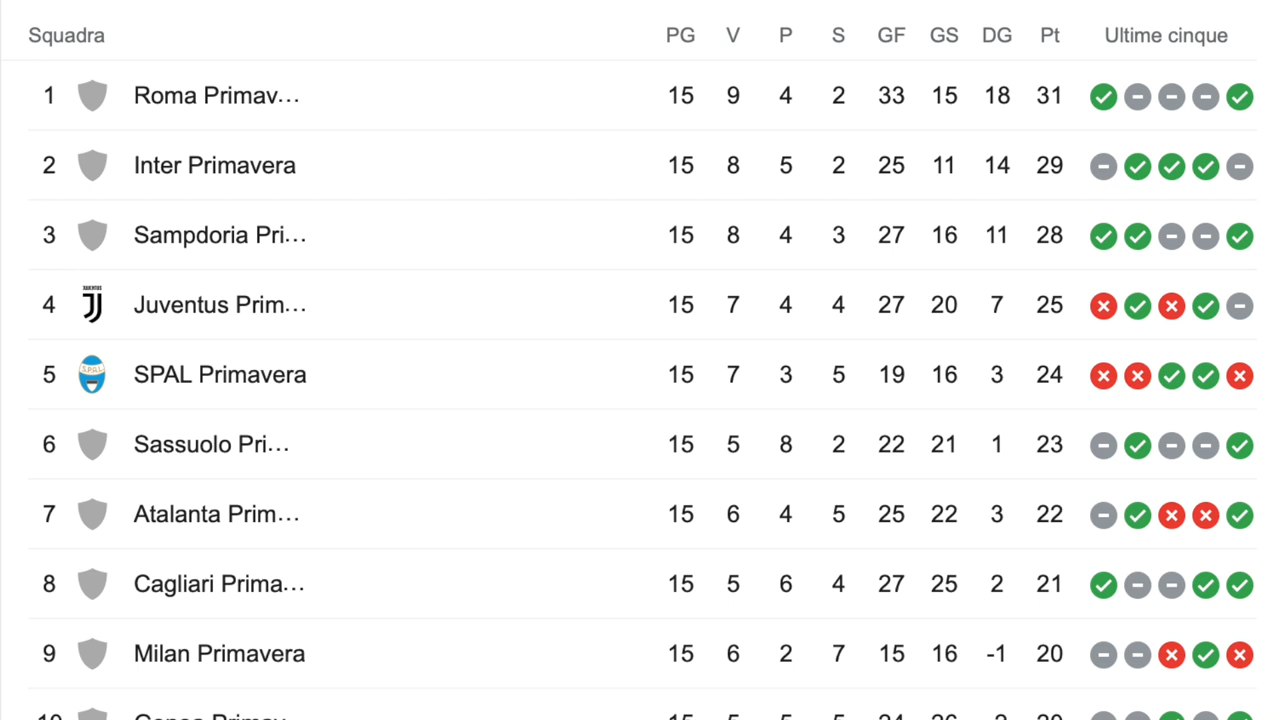 Squadra PG V P S GF GS DG Pt Ultime cinque
1 Roma Primav... 15 9 4 2 33 15 18 31
2 Inter Primavera 15 8 5 2 25 11 14 29
3 Sampdoria Pri... 15 8 4 3 27 16 11 28
4 JUVENTUS Juventus Prim... 15 7 4 4 27 20 7 25
5 SPAL SPAL Primavera 15 7 3 5 19 16 3 24
6 Sassuolo Pri... 15 5 8 2 22 21 1 23
7 Atalanta Prim... 15 6 4 5 25 22 3 22
8 Cagliari Prima... 15 5 6 4 27 25 2 21
9 Milan Primavera 15 6 2 7 15 16 -1 20